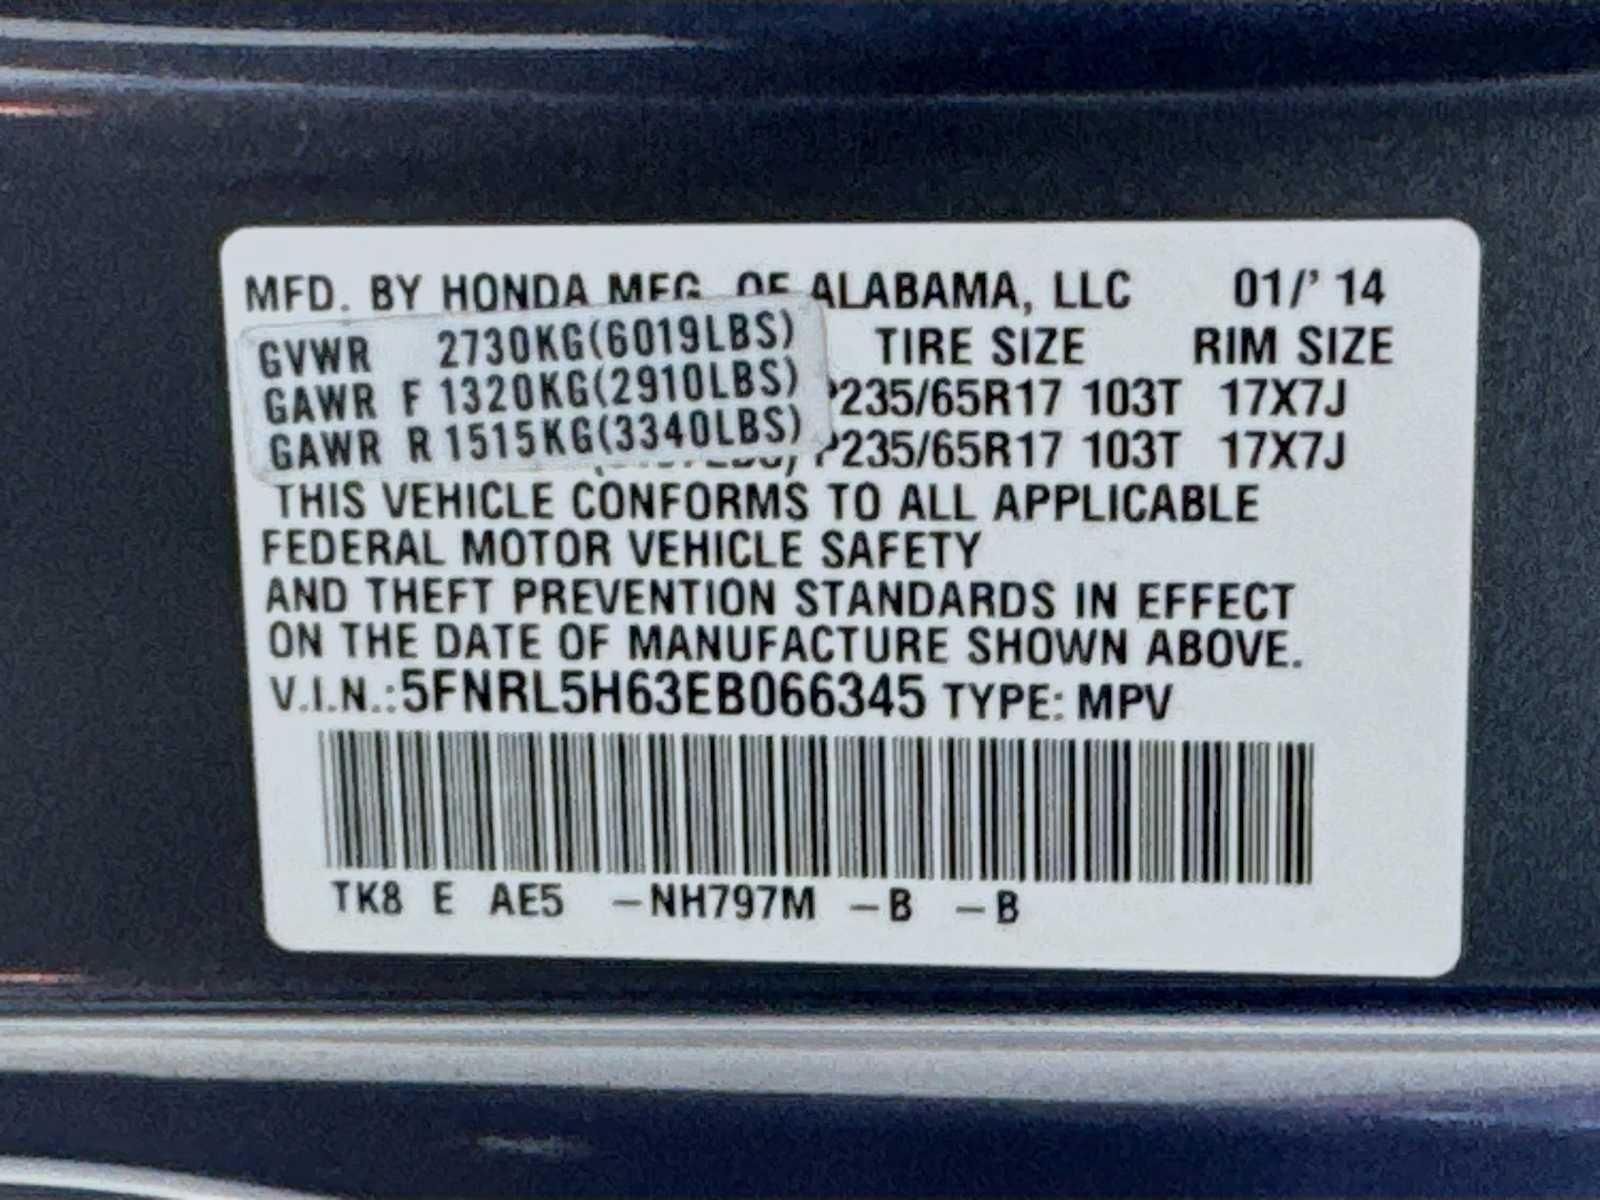 MFD. BY HONDA MFG. OF ALABAMA, LLC 01/' 14
TIRE SIZE RIM SIZE
GVWR 2730KG(6019LBS)
GAWR F 1320KG(2910LBS) P235/65R17 103T 17X7J
GAWR R 1515KG(3340LBS) P235/65R17 103T 17X7J
THIS VEHICLE CONFORMS TO ALL APPLICABLE
FEDERAL MOTOR VEHICLE SAFETY
AND THEFT PREVENTION STANDARDS IN EFFECT
ON THE DATE OF MANUFACTURE SHOWN ABOVE.
V.I.N.:5FNRL5H63EB066345 TYPE: MPV
TK8 E AE5 -NH797M -B -B